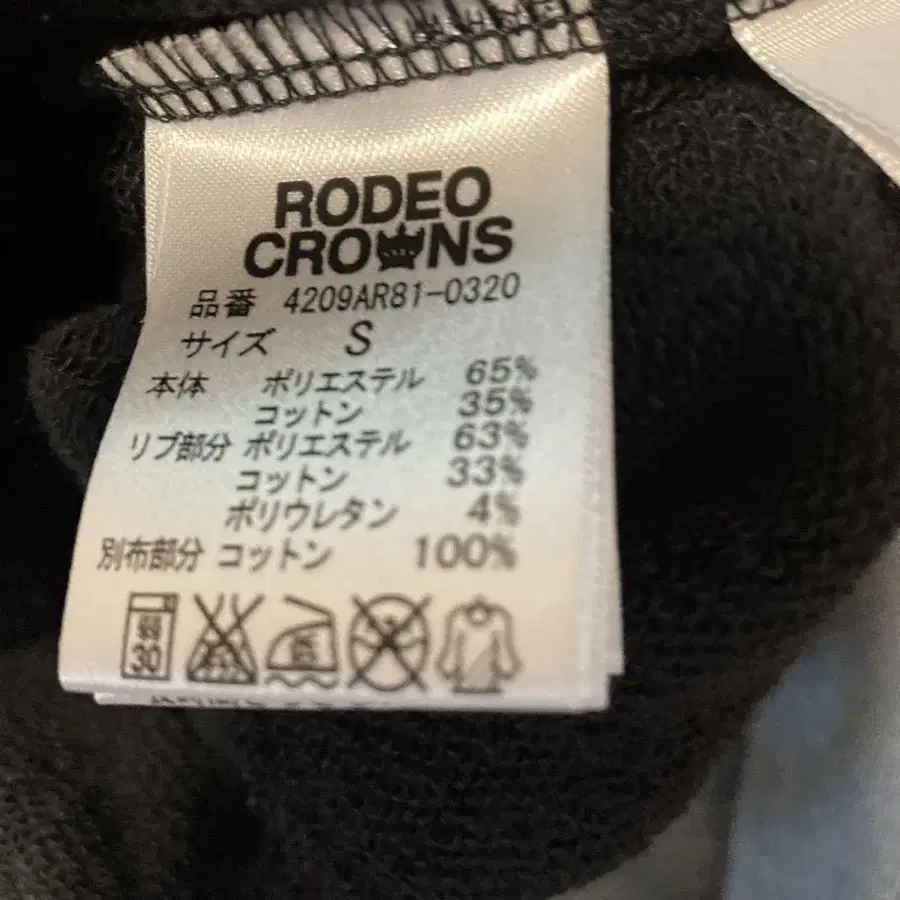 RODEO
CROWNS
品番 4209AR81-0320
サイズ S
本体 ポリエステル 65%
コットン 35%
リブ部分 ポリエステル 63%
コットン 33%
ポリウレタン 4%
別布部分 コットン 100%
弱
30